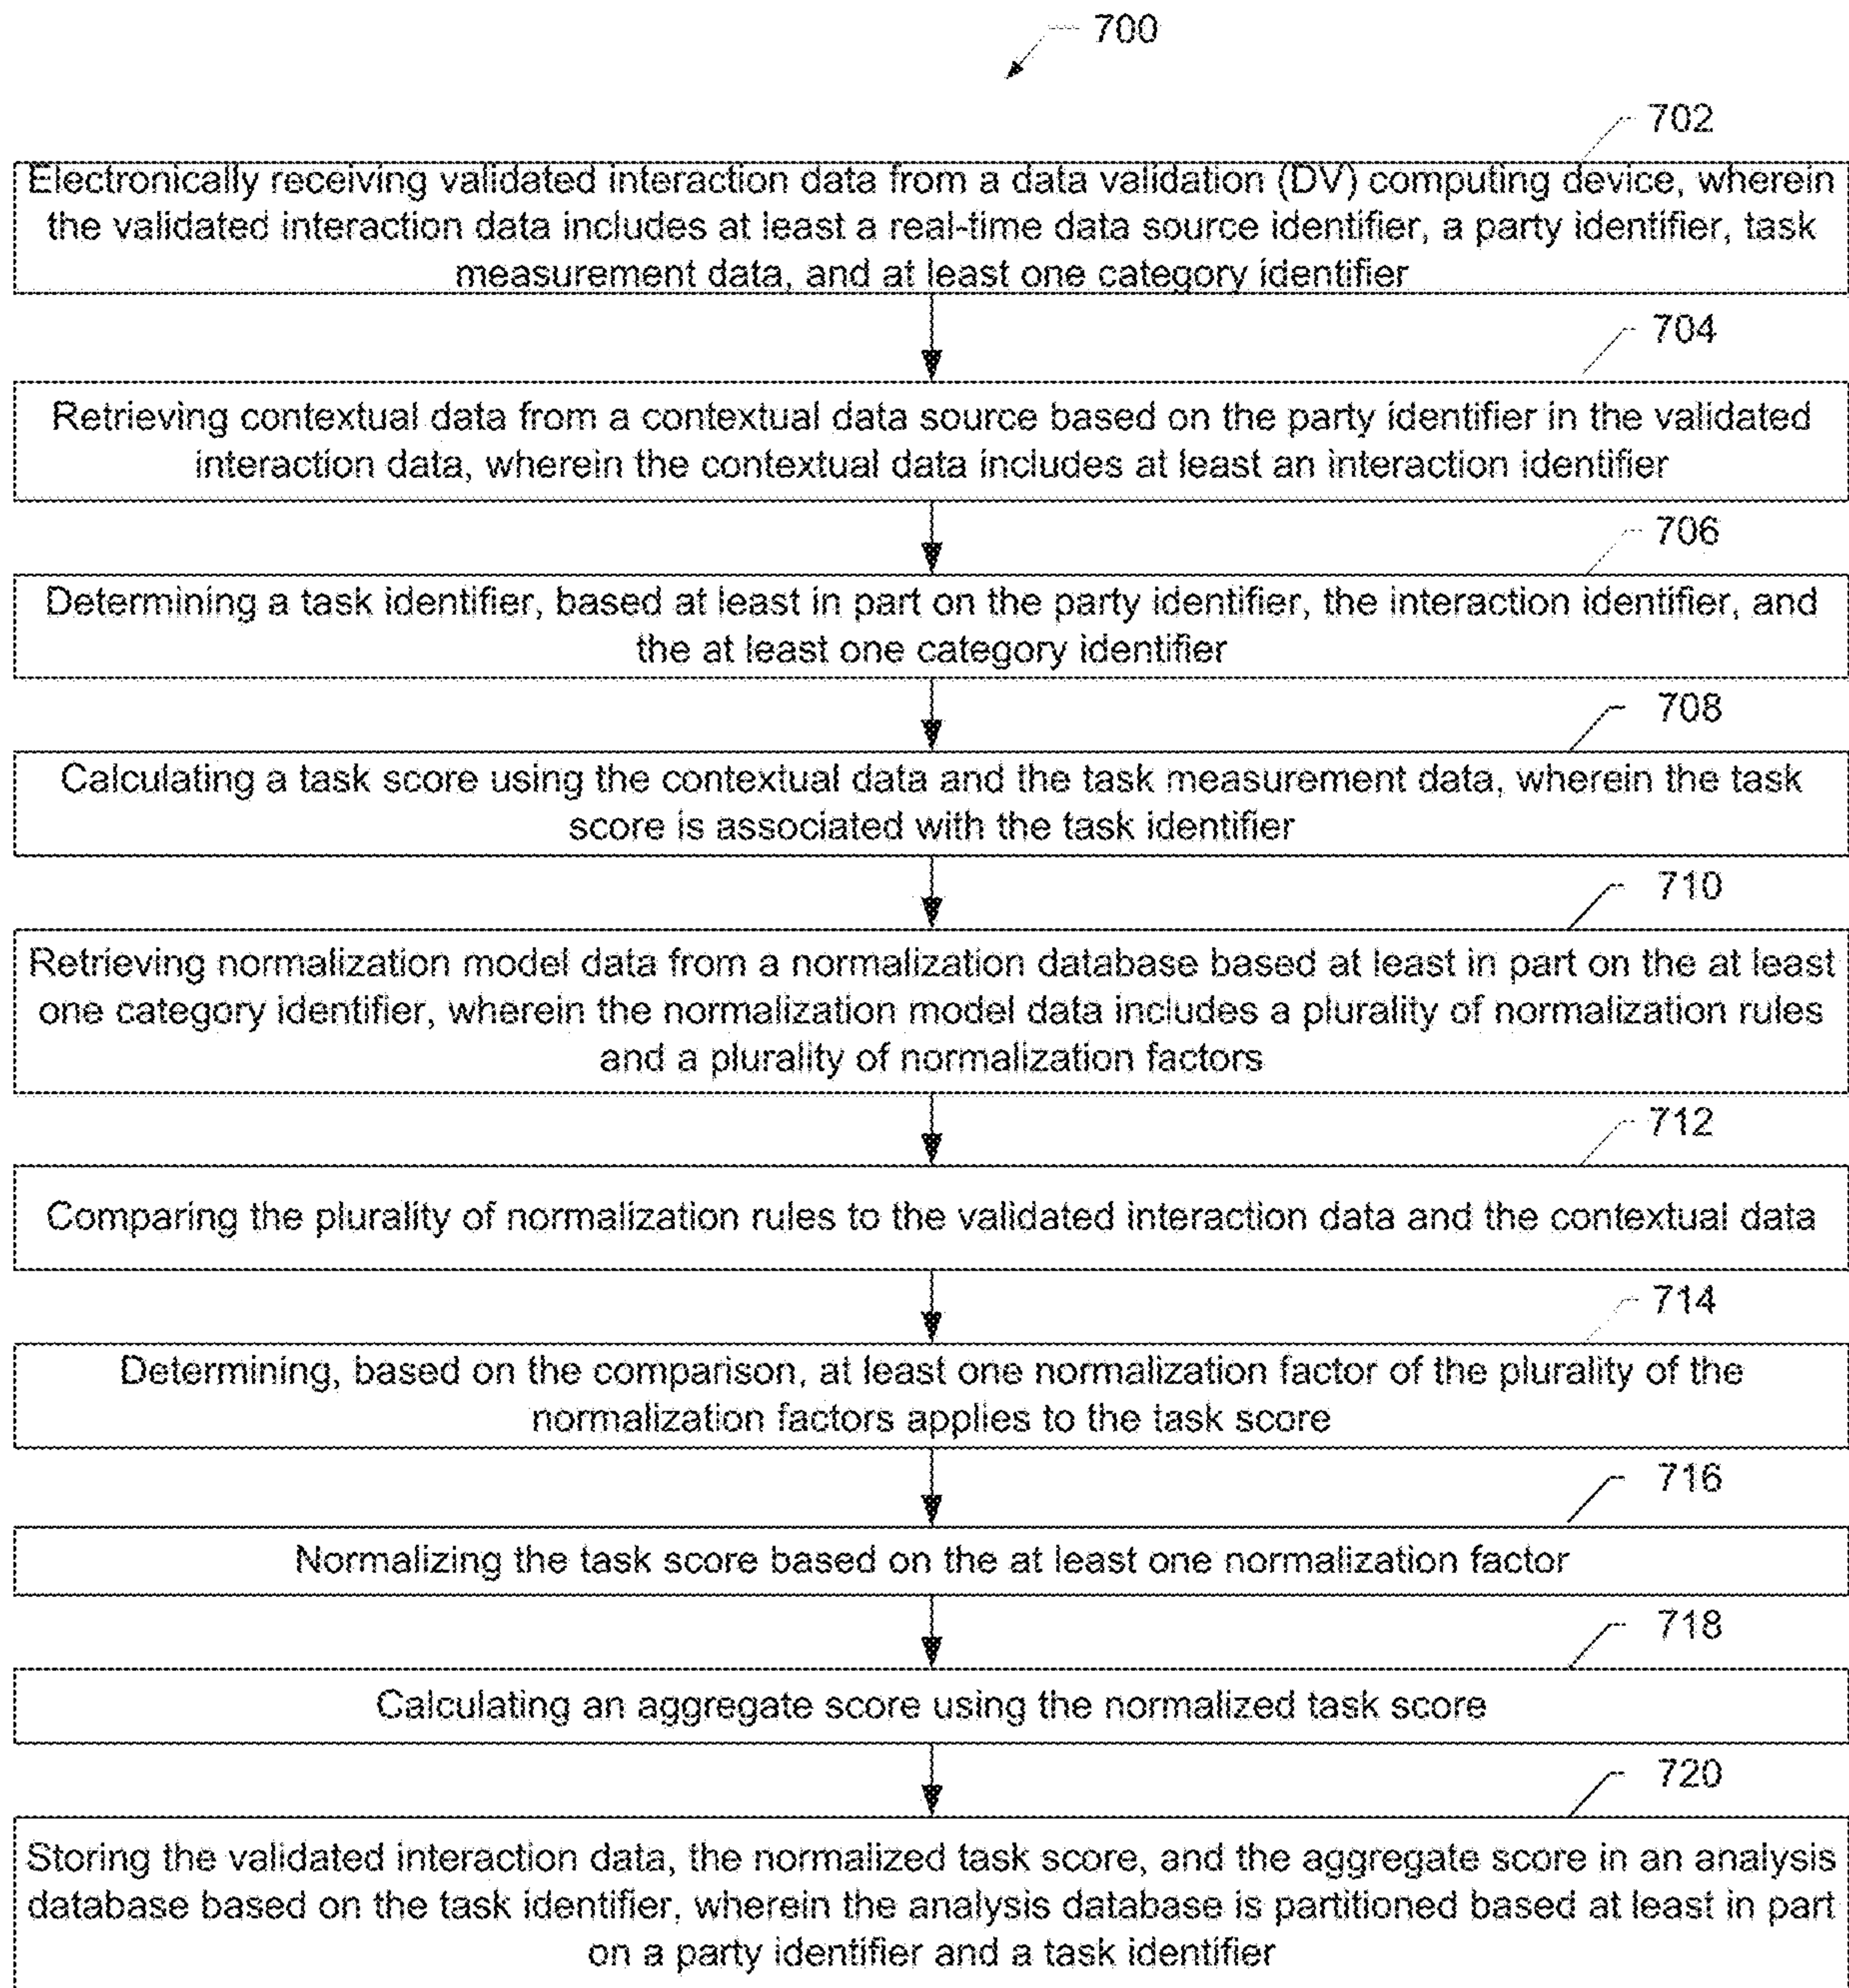 700
702
Electronically receiving validated interaction data from a data validation (DV) computing device, wherein
the validated interaction data includes at least a real-time data source identifier, a party identifier, task
measurement data, and at least one category identifier
704
Retrieving contextual data from a contextual data source based on the party identifier in the validated
interaction data, wherein the contextual data includes at least an interaction identifier
706
Determining a task identifier, based at least in part on the party identifier, the interaction identifier, and
the at least one category identifier
708
Calculating a task score using the contextual data and the task measurement data, wherein the task
score is associated with the task identifier
710
Retrieving normalization model data from a normalization database based at least in part on the at least
one category identifier, wherein the normalization model data includes a plurality of normalization rules
and a plurality of normalization factors
712
Comparing the plurality of normalization rules to the validated interaction data and the contextual data
714
Determining, based on the comparison, at least one normalization factor of the plurality of the
normalization factors applies to the task score
716
Normalizing the task score based on the at least one normalization factor
718
Calculating an aggregate score using the normalized task score
720
Storing the validated interaction data, the normalized task score, and the aggregate score in an analysis
database based on the task identifier, wherein the analysis database is partitioned based at least in part
on a party identifier and a task identifier